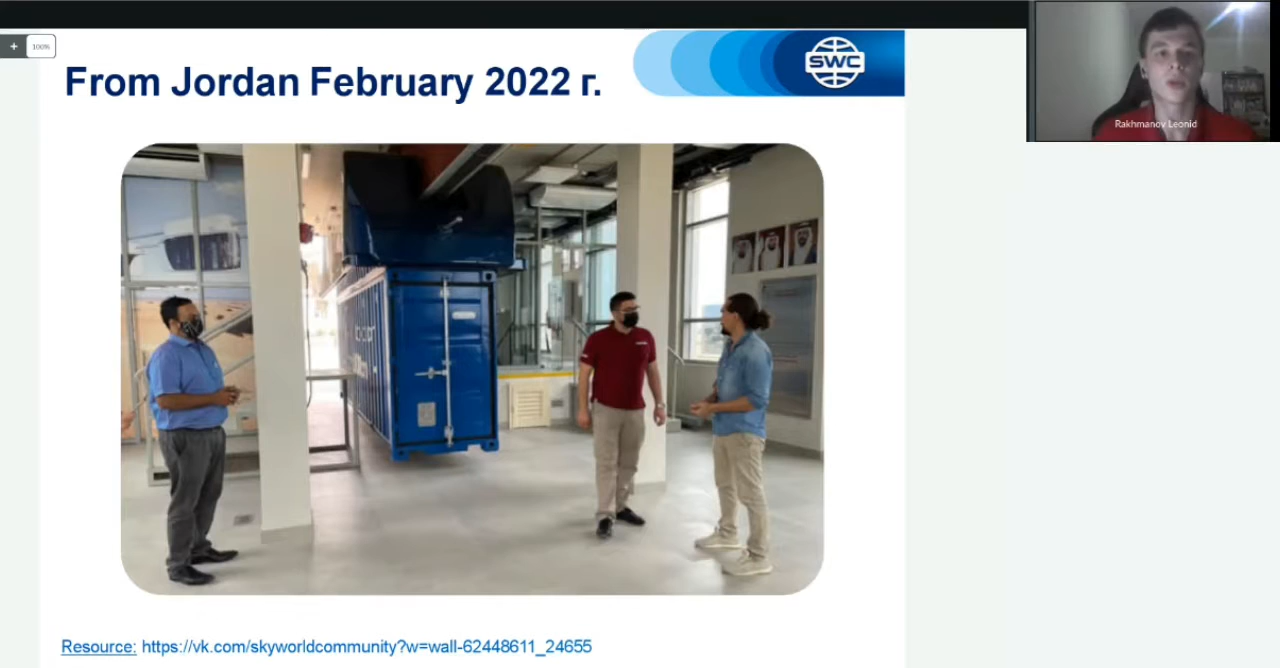 100%
From Jordan February 2022 г.
SWC
Rakhmanov Leonid
Resource: https://vk.com/skyworldcommunity?w=wall-62448611_24655